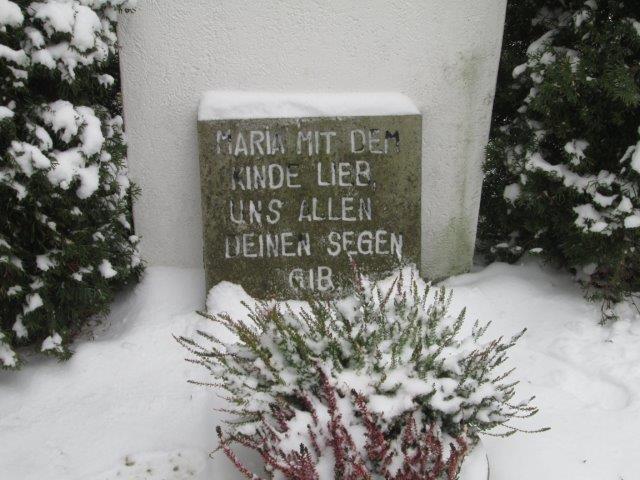 MARIA MIT DEM
KINDE LIEB,
UNS ALLEN
DEINEN SEGEN
GIB.